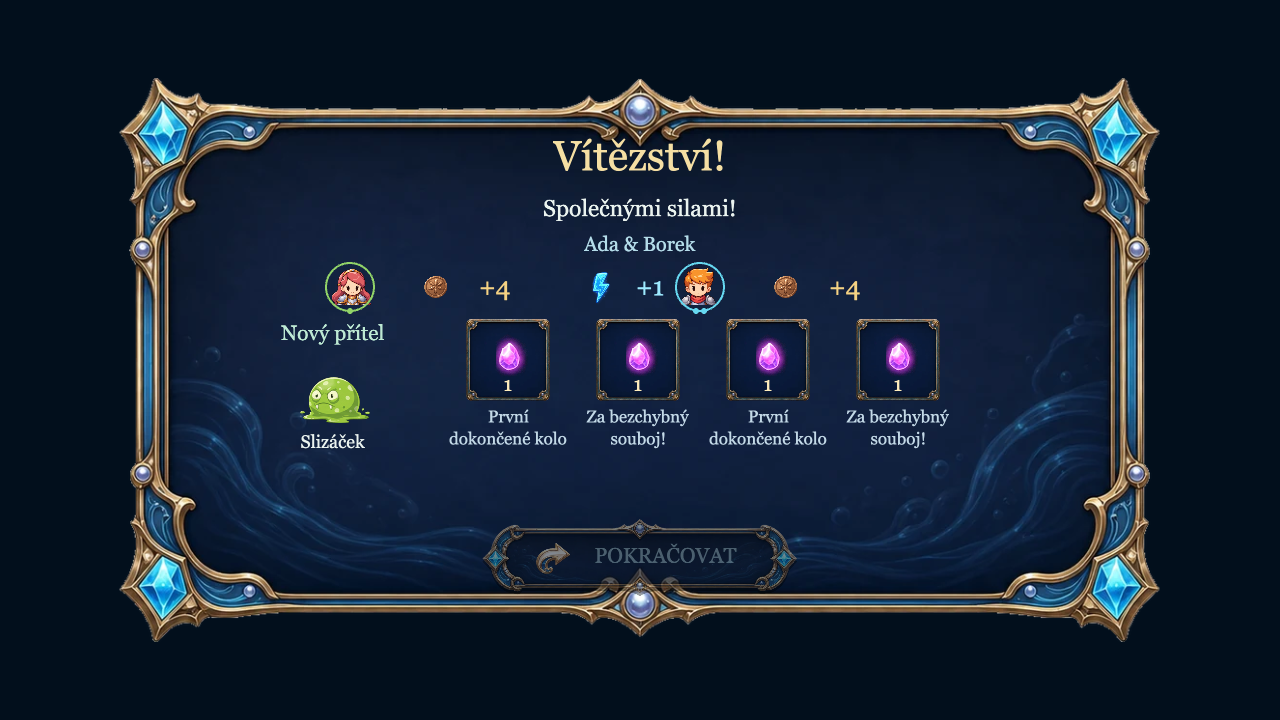 Vítězství!
Společnými silami!
Ada & Borek
+4
+1
+4
Nový přítel
1
1
1
1
První
dokončené kolo
Za bezchybný
souboj!
První
dokončené kolo
Za bezchybný
souboj!
Slizáček
POKRAČOVAT